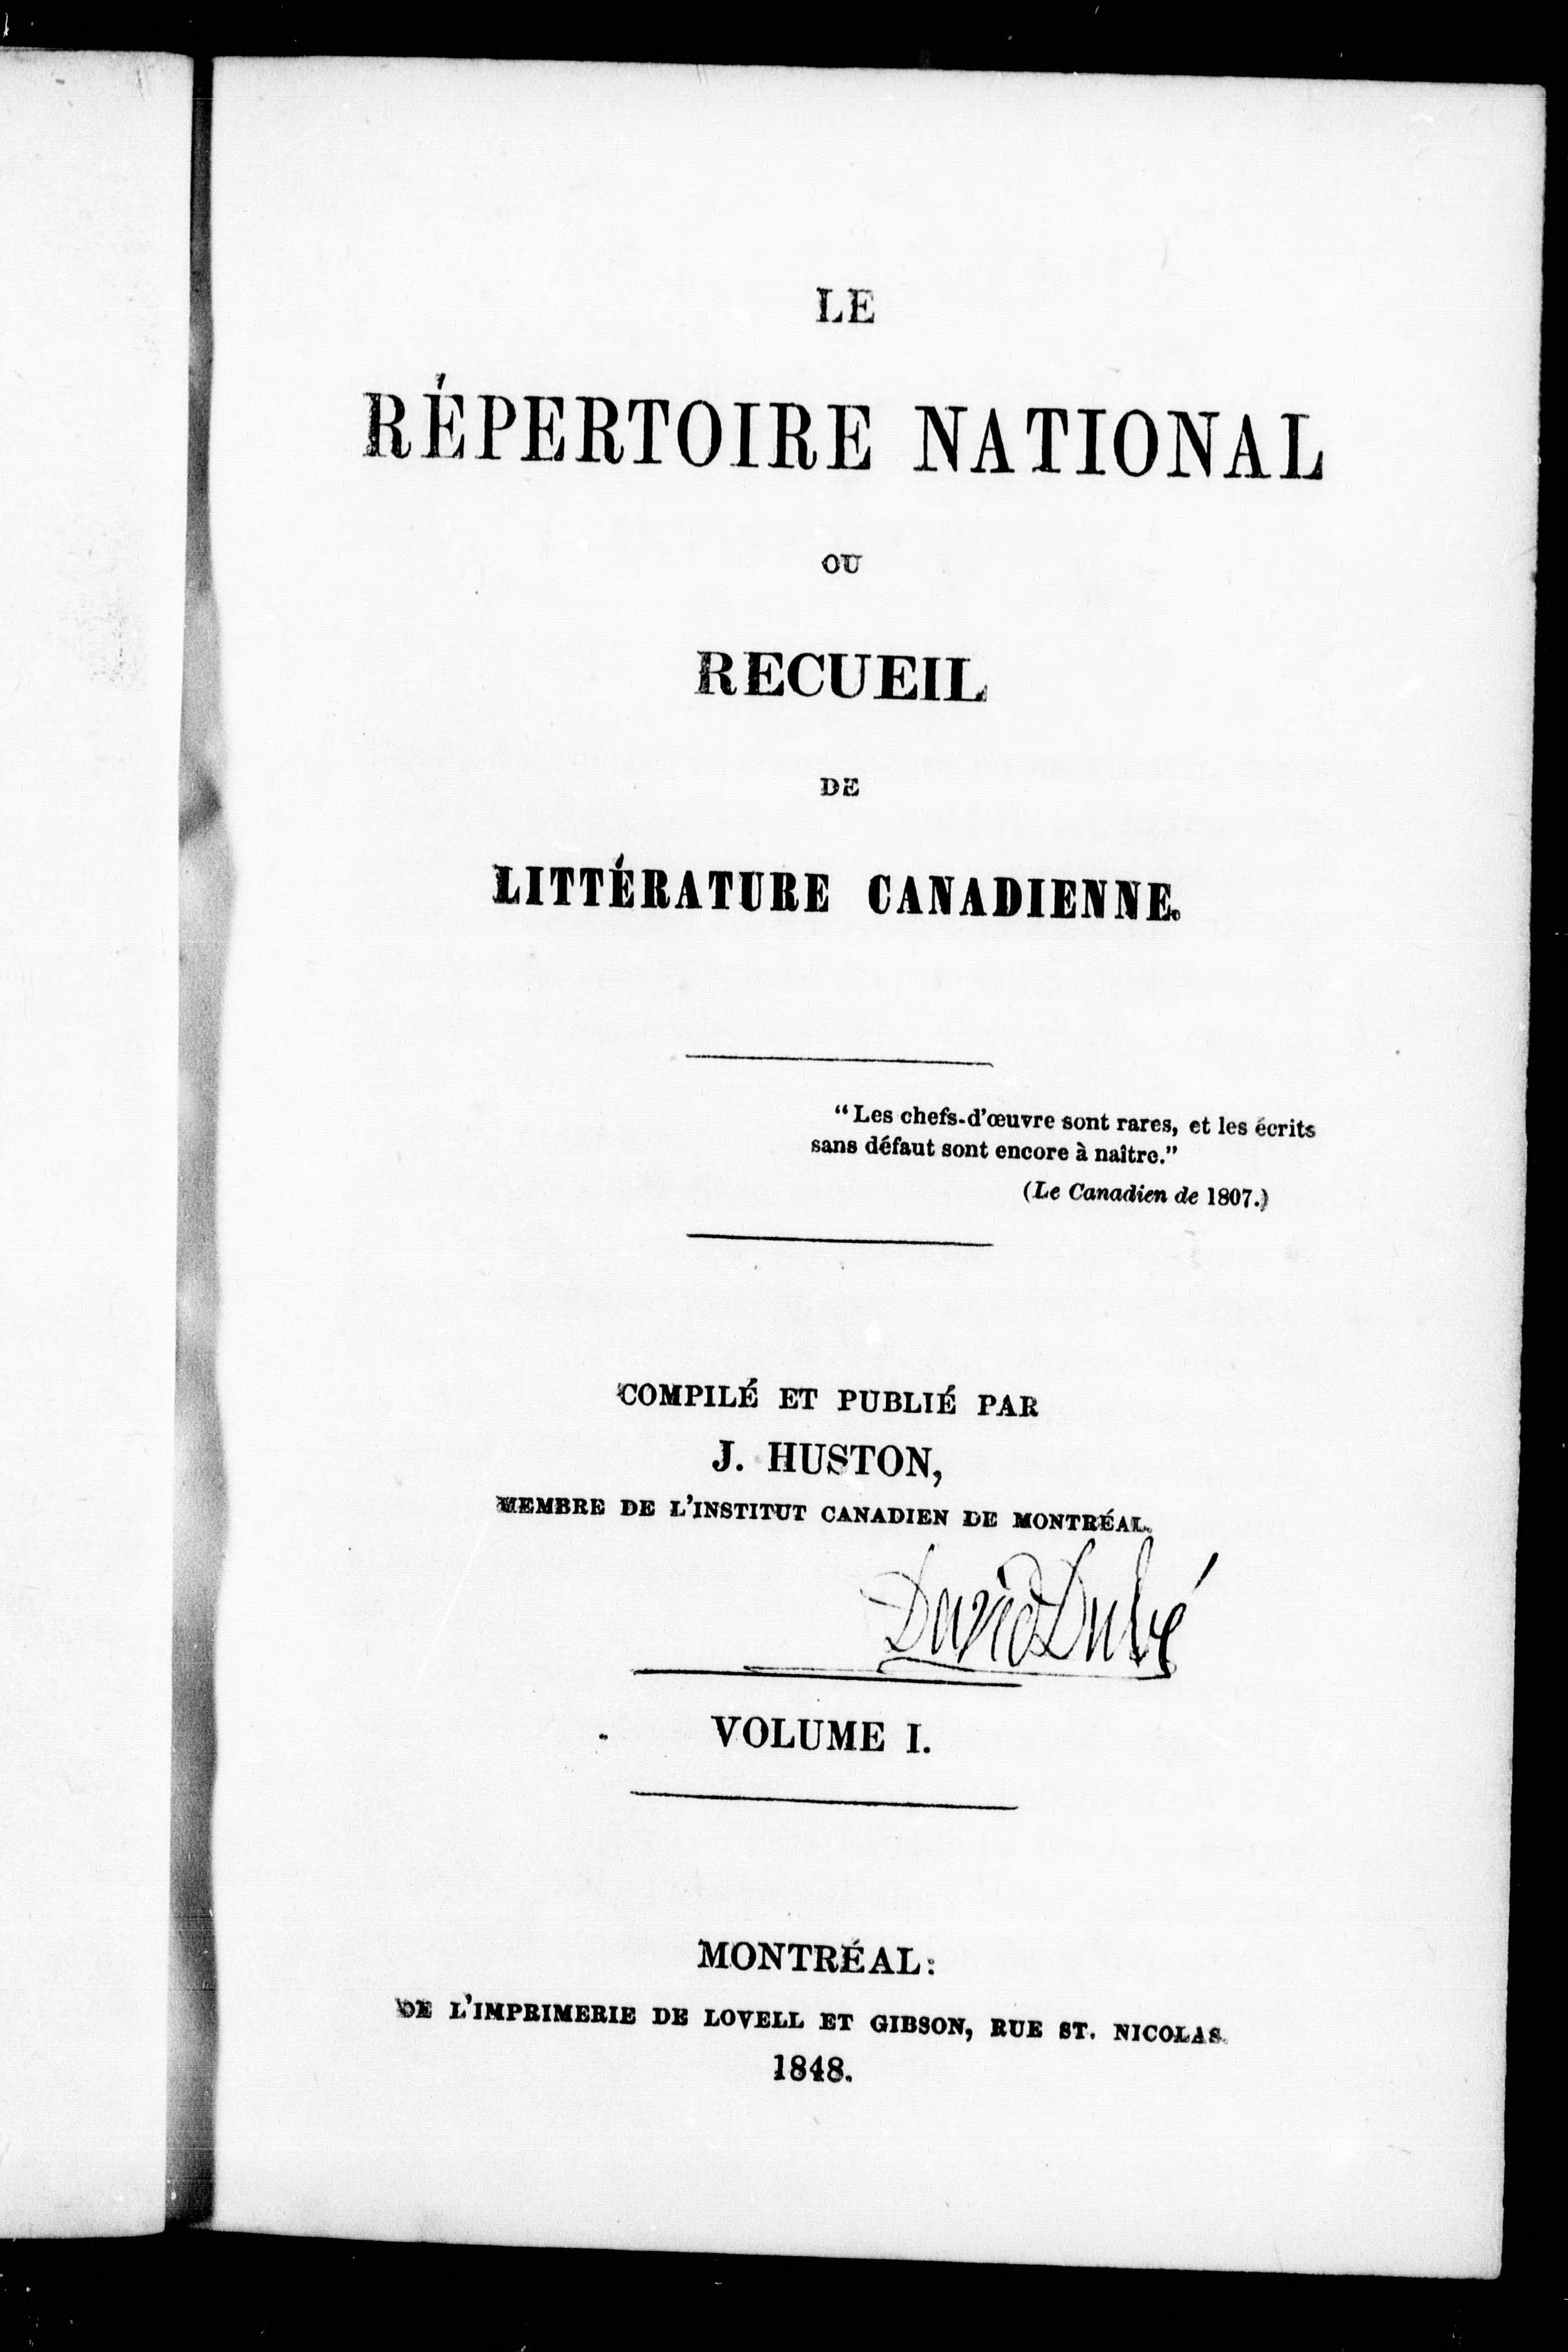 LE
RÉPERTOIRE NATIONAL
OU
RECUEIL
DE
LITTÉRATURE CANADIENNE.
“Les chefs-d’œuvre sont rares, et les écrits
sans défaut sont encore à naître.”
(Le Canadien de 1807.)
COMPILÉ ET PUBLIÉ PAR
J. HUSTON,
MEMBRE DE L’INSTITUT CANADIEN DE MONTRÉAL.
David Dubé
VOLUME I.
MONTRÉAL:
DE L’IMPRIMERIE DE LOVELL ET GIBSON, RUE ST. NICOLAS.
1848.